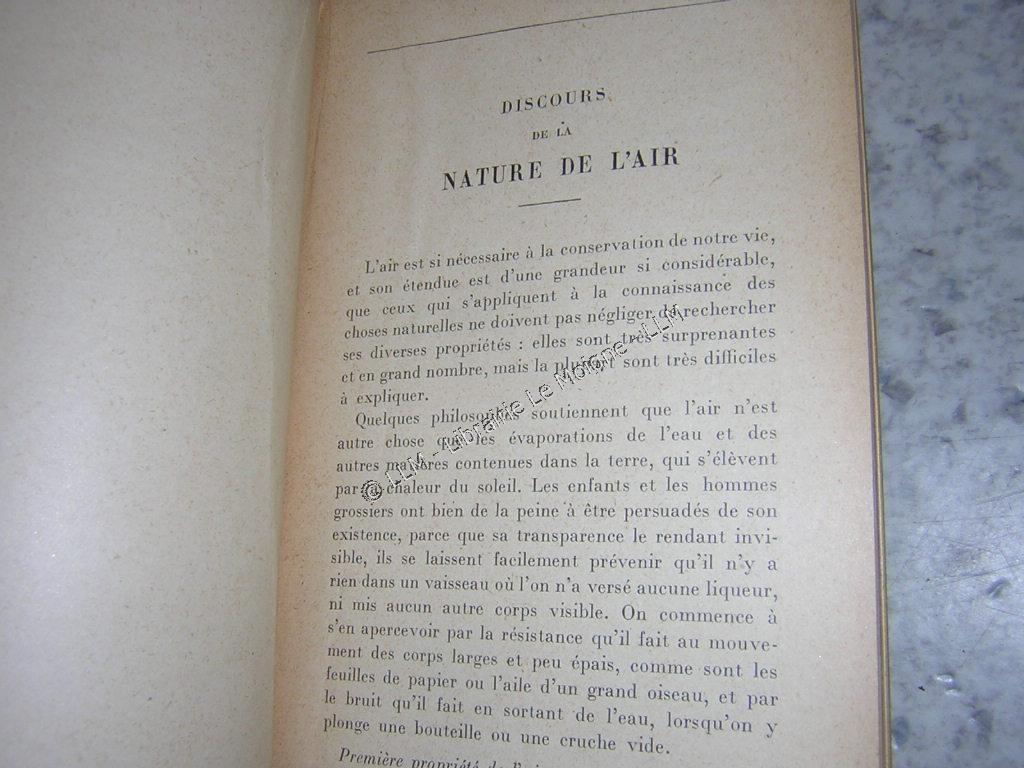 DISCOURS
DE LA
NATURE DE L'AIR
L'air est si nécessaire à la conservation de notre vie,
et son étendue est d'une grandeur si considérable,
que ceux qui s'appliquent à la connaissance des
choses naturelles ne doivent pas négliger de rechercher
ses diverses propriétés : elles sont très surprenantes
et en grand nombre, mais la plupart sont très difficiles
à expliquer.
Quelques philosophes soutiennent que l'air n'est
autre chose que les évaporations de l'eau et des
autres matières contenues dans la terre, qui s'élèvent
par la chaleur du soleil. Les enfants et les hommes
grossiers ont bien de la peine à être persuadés de son
existence, parce que sa transparence le rendant invi-
sible, ils se laissent facilement prévenir qu'il n'y a
rien dans un vaisseau où l'on n'a versé aucune liqueur,
ni mis aucun autre corps visible. On commence à
s'en apercevoir par la résistance qu'il fait au mouve-
ment des corps larges et peu épais, comme sont les
feuilles de papier ou l'aile d'un grand oiseau, et par
le bruit qu'il fait en sortant de l'eau, lorsqu'on y
plonge une bouteille ou une cruche vide.
Première propriété de
© LLM - Librairie Le Moigne - LLM